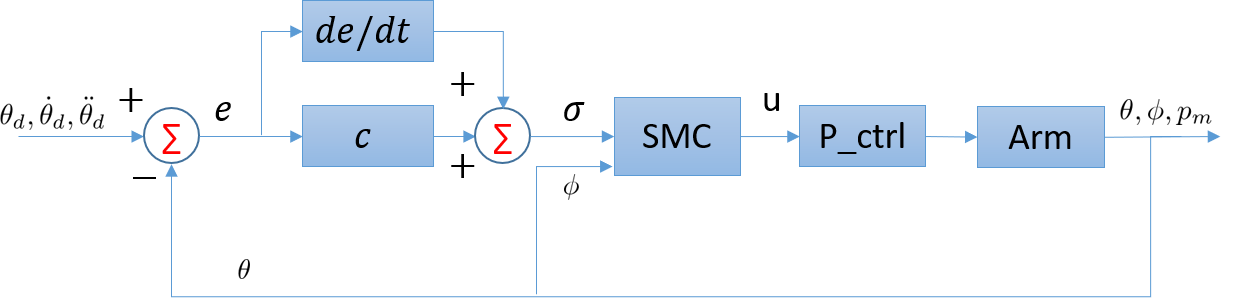 de/dt
+
θ_d, θ̇_d, θ̈_d
e
+
σ
u
θ, ϕ, p_m
∑
c
∑
SMC
P_ctrl
Arm
−
+
ϕ
θ